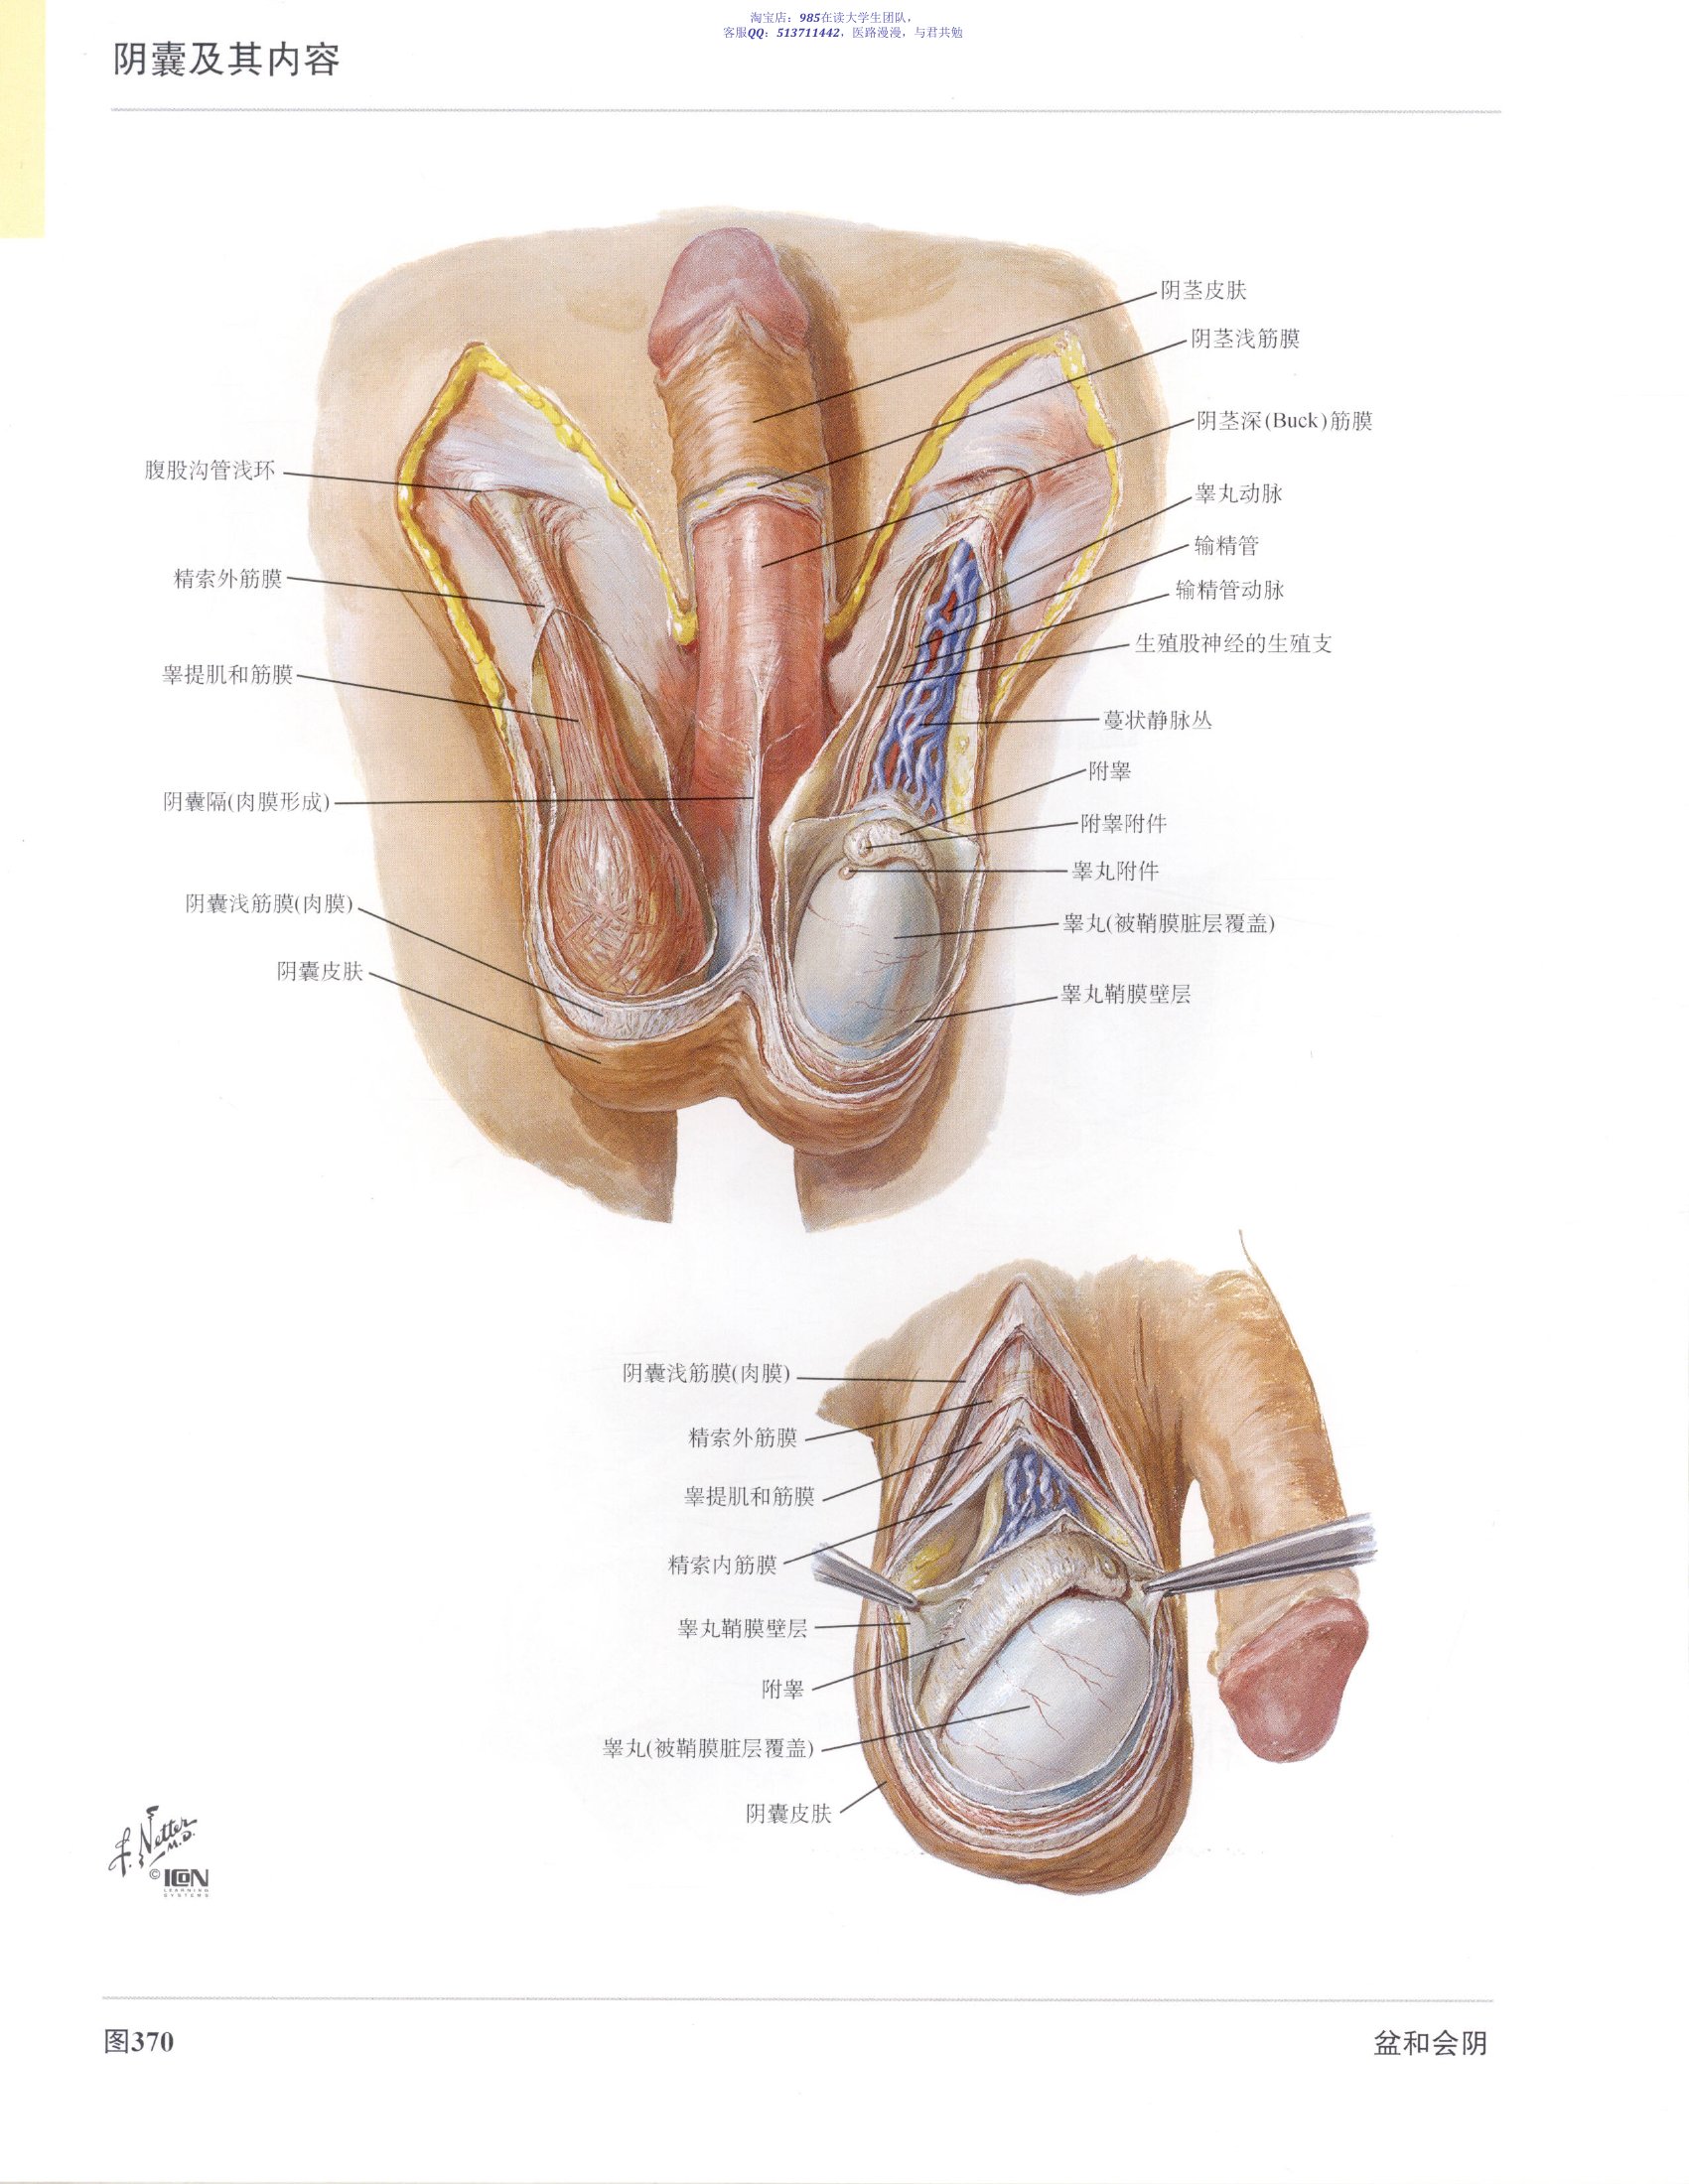 淘宝店：985在读大学生团队，
客服QQ：513711442，医路漫漫，与君共勉
阴囊及其内容
阴茎皮肤
阴茎浅筋膜
阴茎深(Buck)筋膜
睾丸动脉
输精管
输精管动脉
生殖股神经的生殖支
蔓状静脉丛
附睾
附睾附件
睾丸附件
睾丸(被鞘膜脏层覆盖)
睾丸鞘膜壁层
腹股沟管浅环
精索外筋膜
睾提肌和筋膜
阴囊隔(肉膜形成)
阴囊浅筋膜(肉膜)
阴囊皮肤
阴囊浅筋膜(肉膜)
精索外筋膜
睾提肌和筋膜
精索内筋膜
睾丸鞘膜壁层
附睾
睾丸(被鞘膜脏层覆盖)
阴囊皮肤
F. Netter
M.D.
© ICON
LEARNING
SYSTEMS
图370
盆和会阴